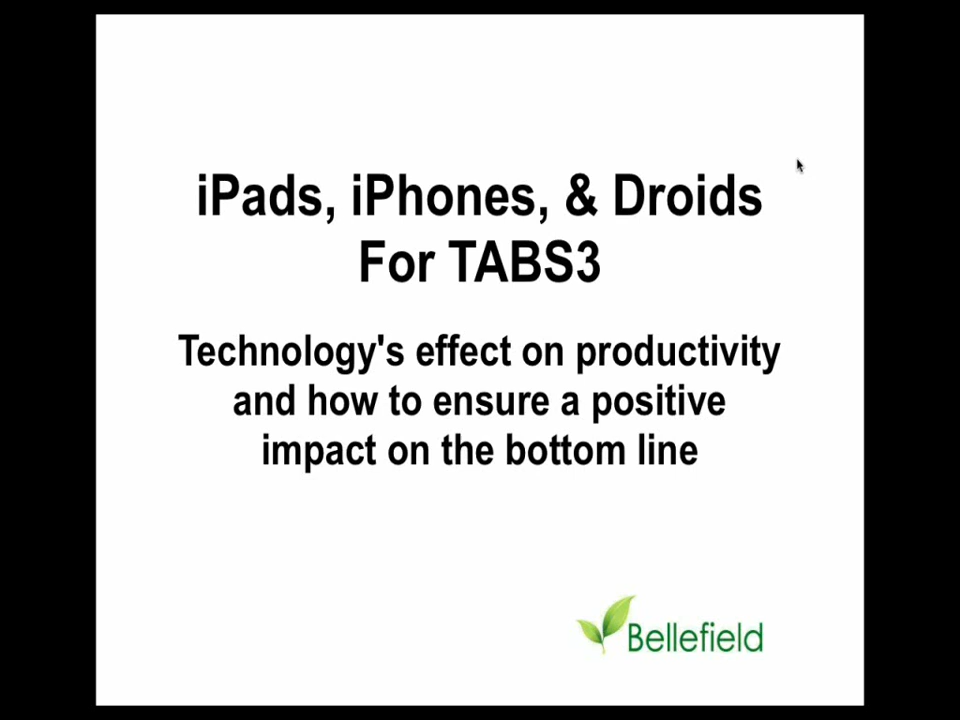 iPads, iPhones, & Droids
For TABS3
Technology's effect on productivity
and how to ensure a positive
impact on the bottom line
Bellefield